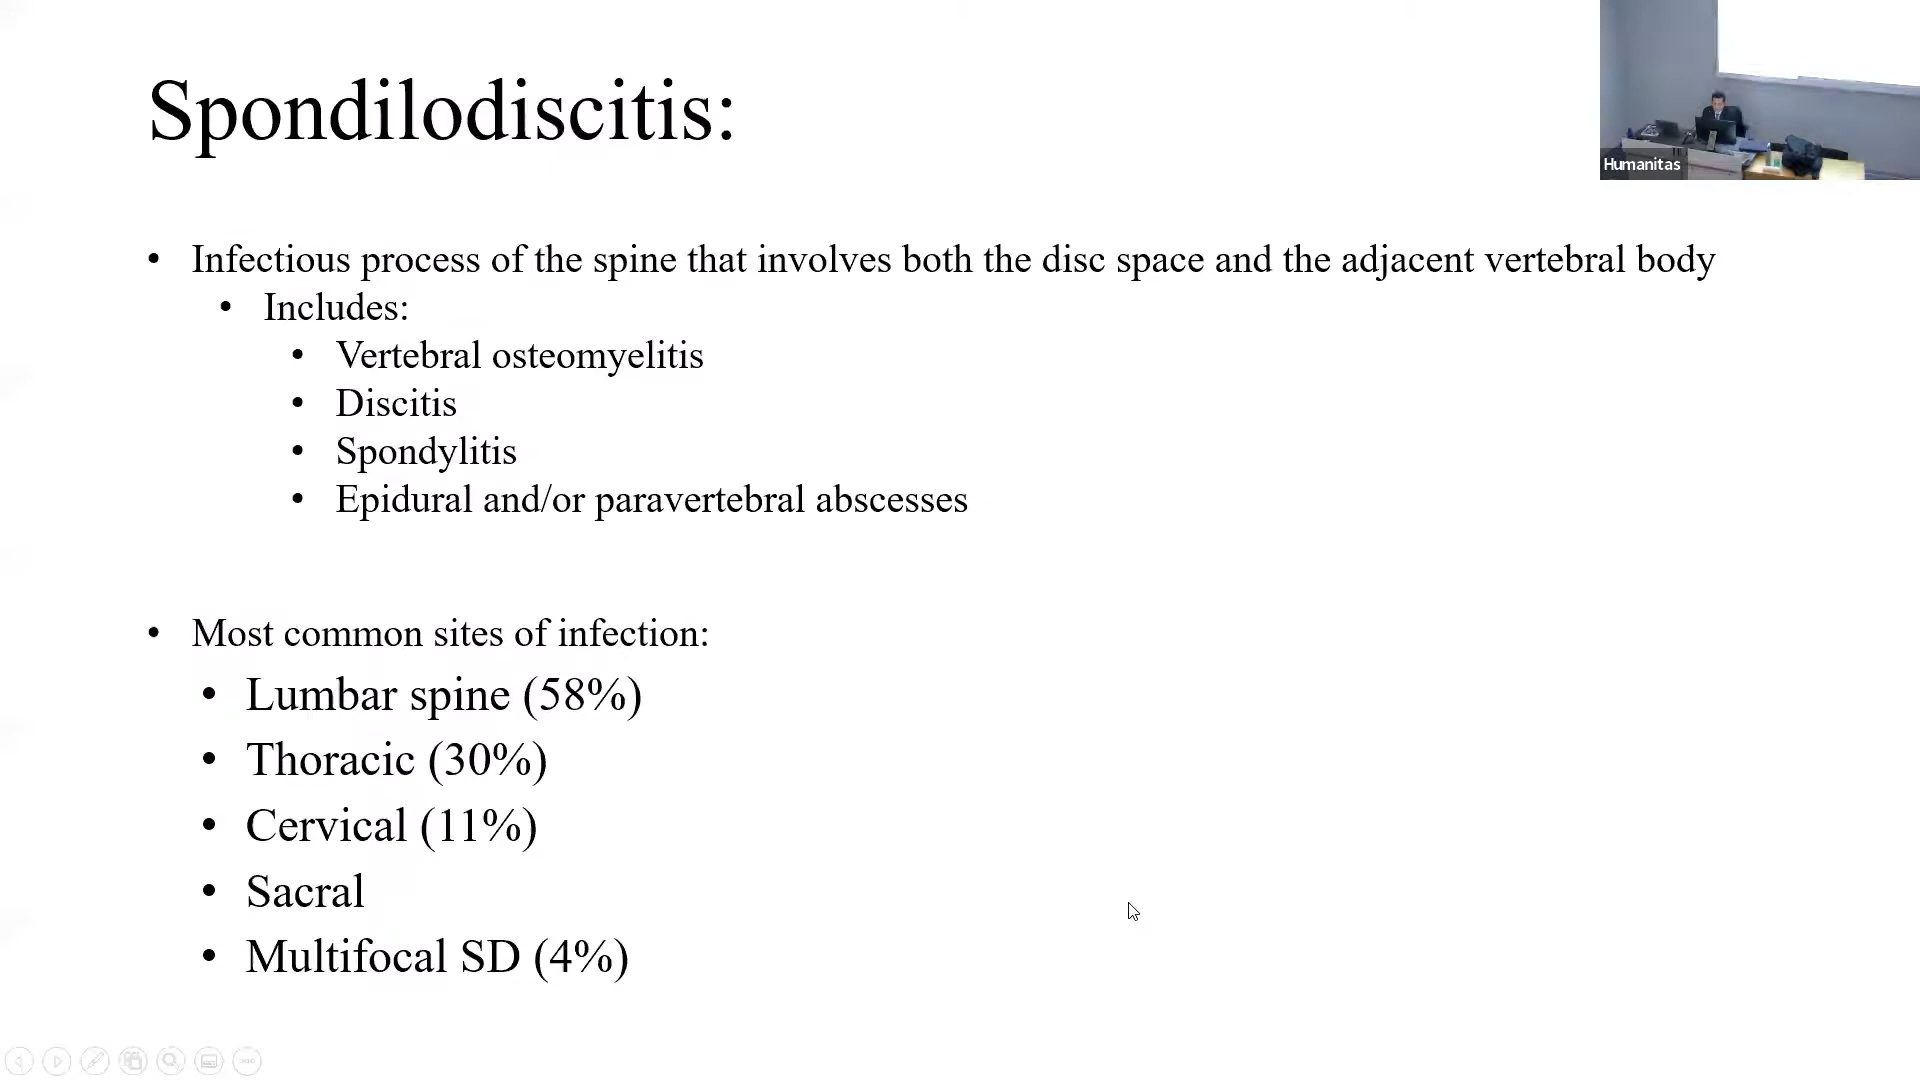 Spondilodiscitis:
Humanitas
• Infectious process of the spine that involves both the disc space and the adjacent vertebral body
• Includes:
• Vertebral osteomyelitis
• Discitis
• Spondylitis
• Epidural and/or paravertebral abscesses
• Most common sites of infection:
• Lumbar spine (58%)
• Thoracic (30%)
• Cervical (11%)
• Sacral
• Multifocal SD (4%)